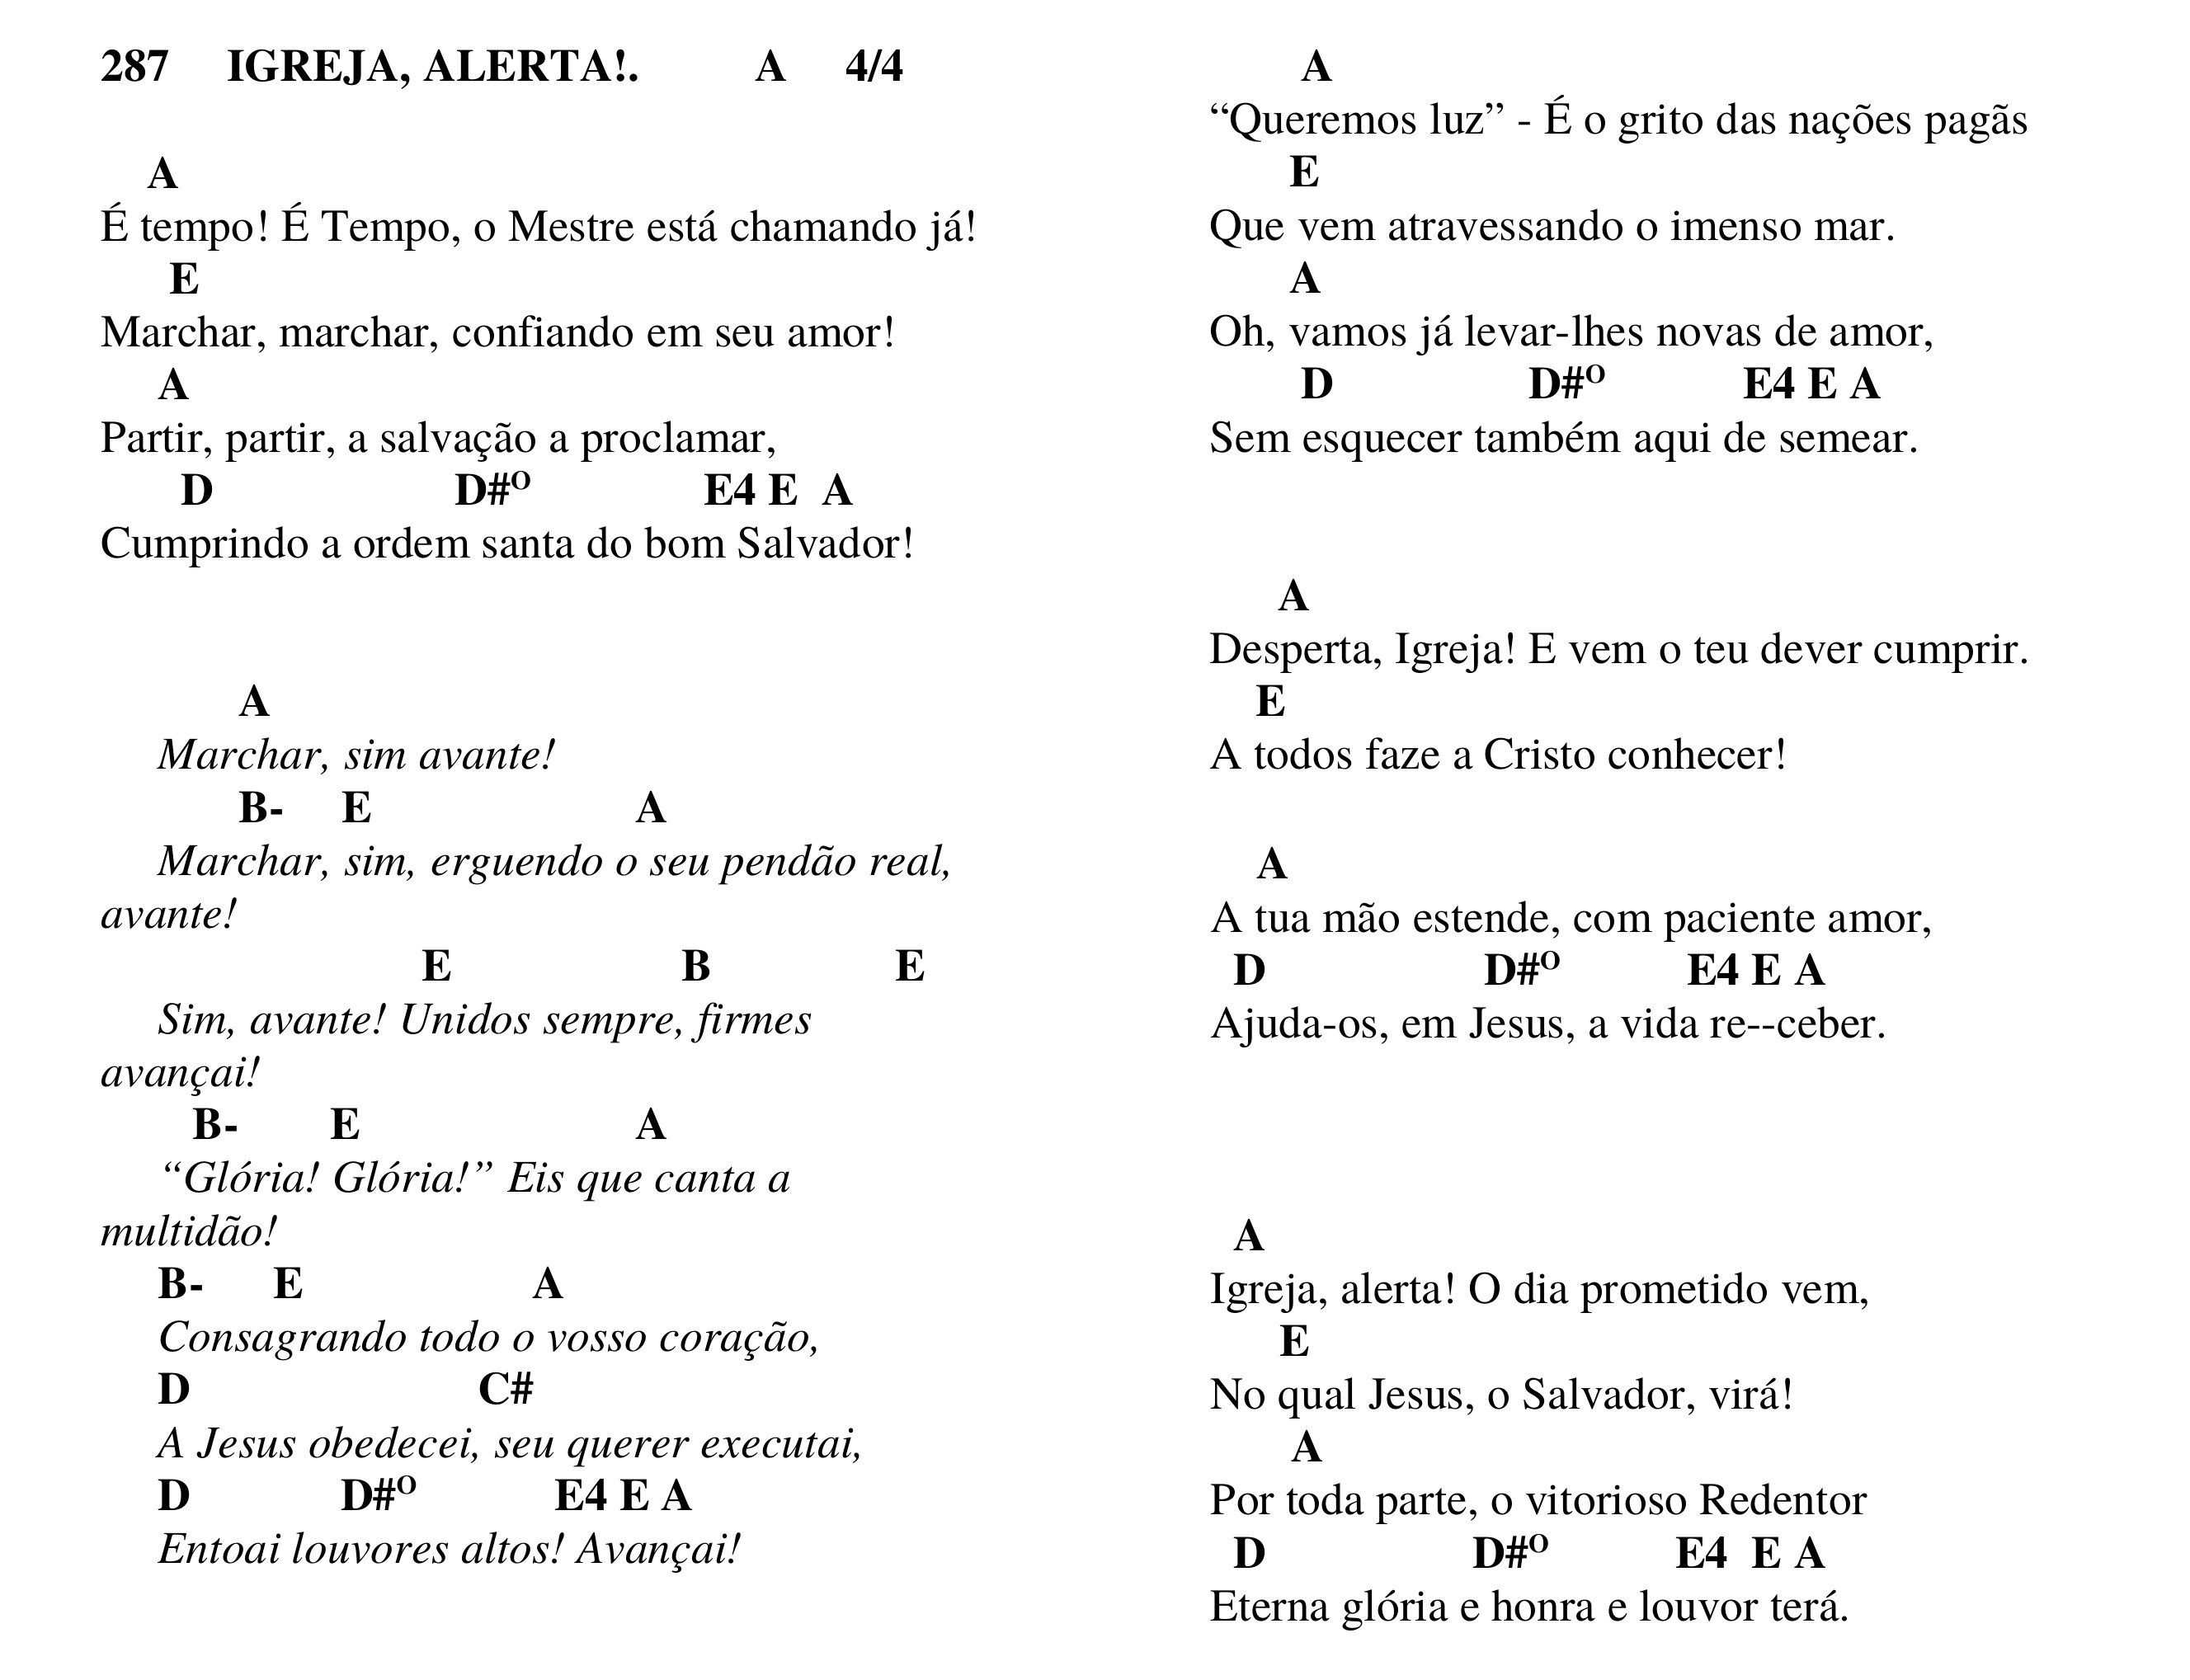 287 IGREJA, ALERTA!. A 4/4
A
É tempo! É Tempo, o Mestre está chamando já!
E
Marchar, marchar, confiando em seu amor!
A
Partir, partir, a salvação a proclamar,
D D#º E4 E A
Cumprindo a ordem santa do bom Salvador!
A
Marchar, sim avante!
B- E A
Marchar, sim, erguendo o seu pendão real,
avante!
E B E
Sim, avante! Unidos sempre, firmes
avançai!
B- E A
“Glória! Glória!” Eis que canta a
multidão!
B- E A
Consagrando todo o vosso coração,
D C#
A Jesus obedecei, seu querer executai,
D D#º E4 E A
Entoai louvores altos! Avançai!
A
“Queremos luz” - É o grito das nações pagãs
E
Que vem atravessando o imenso mar.
A
Oh, vamos já levar-lhes novas de amor,
D D#º E4 E A
Sem esquecer também aqui de semear.
A
Desperta, Igreja! E vem o teu dever cumprir.
E
A todos faze a Cristo conhecer!
A
A tua mão estende, com paciente amor,
D D#º E4 E A
Ajuda-os, em Jesus, a vida re--ceber.
A
Igreja, alerta! O dia prometido vem,
E
No qual Jesus, o Salvador, virá!
A
Por toda parte, o vitorioso Redentor
D D#º E4 E A
Eterna glória e honra e louvor terá.